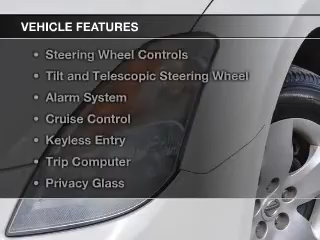 VEHICLE FEATURES
• Steering Wheel Controls
• Tilt and Telescopic Steering Wheel
• Alarm System
• Cruise Control
• Keyless Entry
• Trip Computer
• Privacy Glass